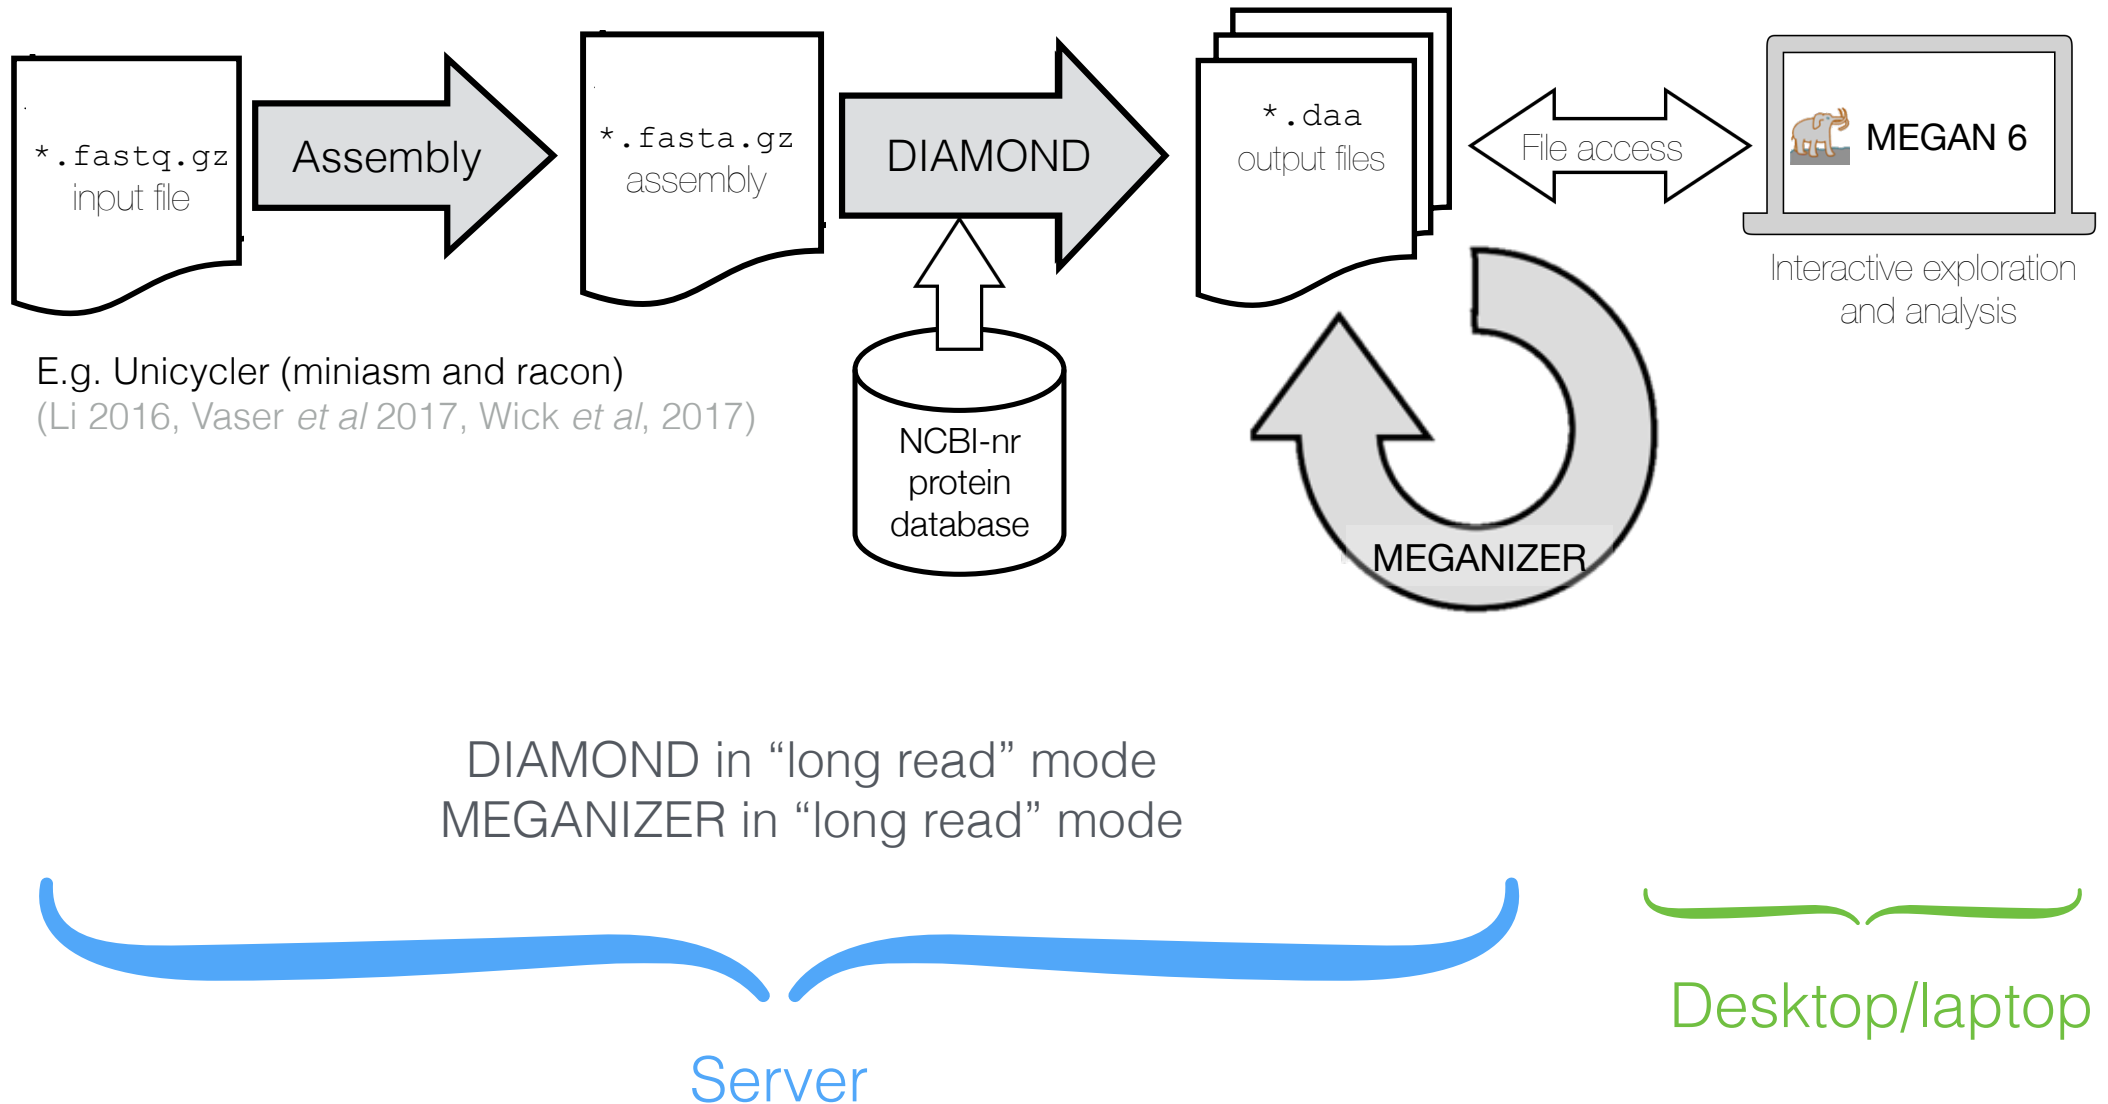 *.fastq.gz
input file
Assembly
*.fasta.gz
assembly
DIAMOND
*.daa
output files
File access
MEGAN 6
Interactive exploration
and analysis
E.g. Unicycler (miniasm and racon)
(Li 2016, Vaser et al 2017, Wick et al, 2017)
NCBI-nr
protein
database
MEGANIZER
DIAMOND in “long read” mode
MEGANIZER in “long read” mode
Server
Desktop/laptop